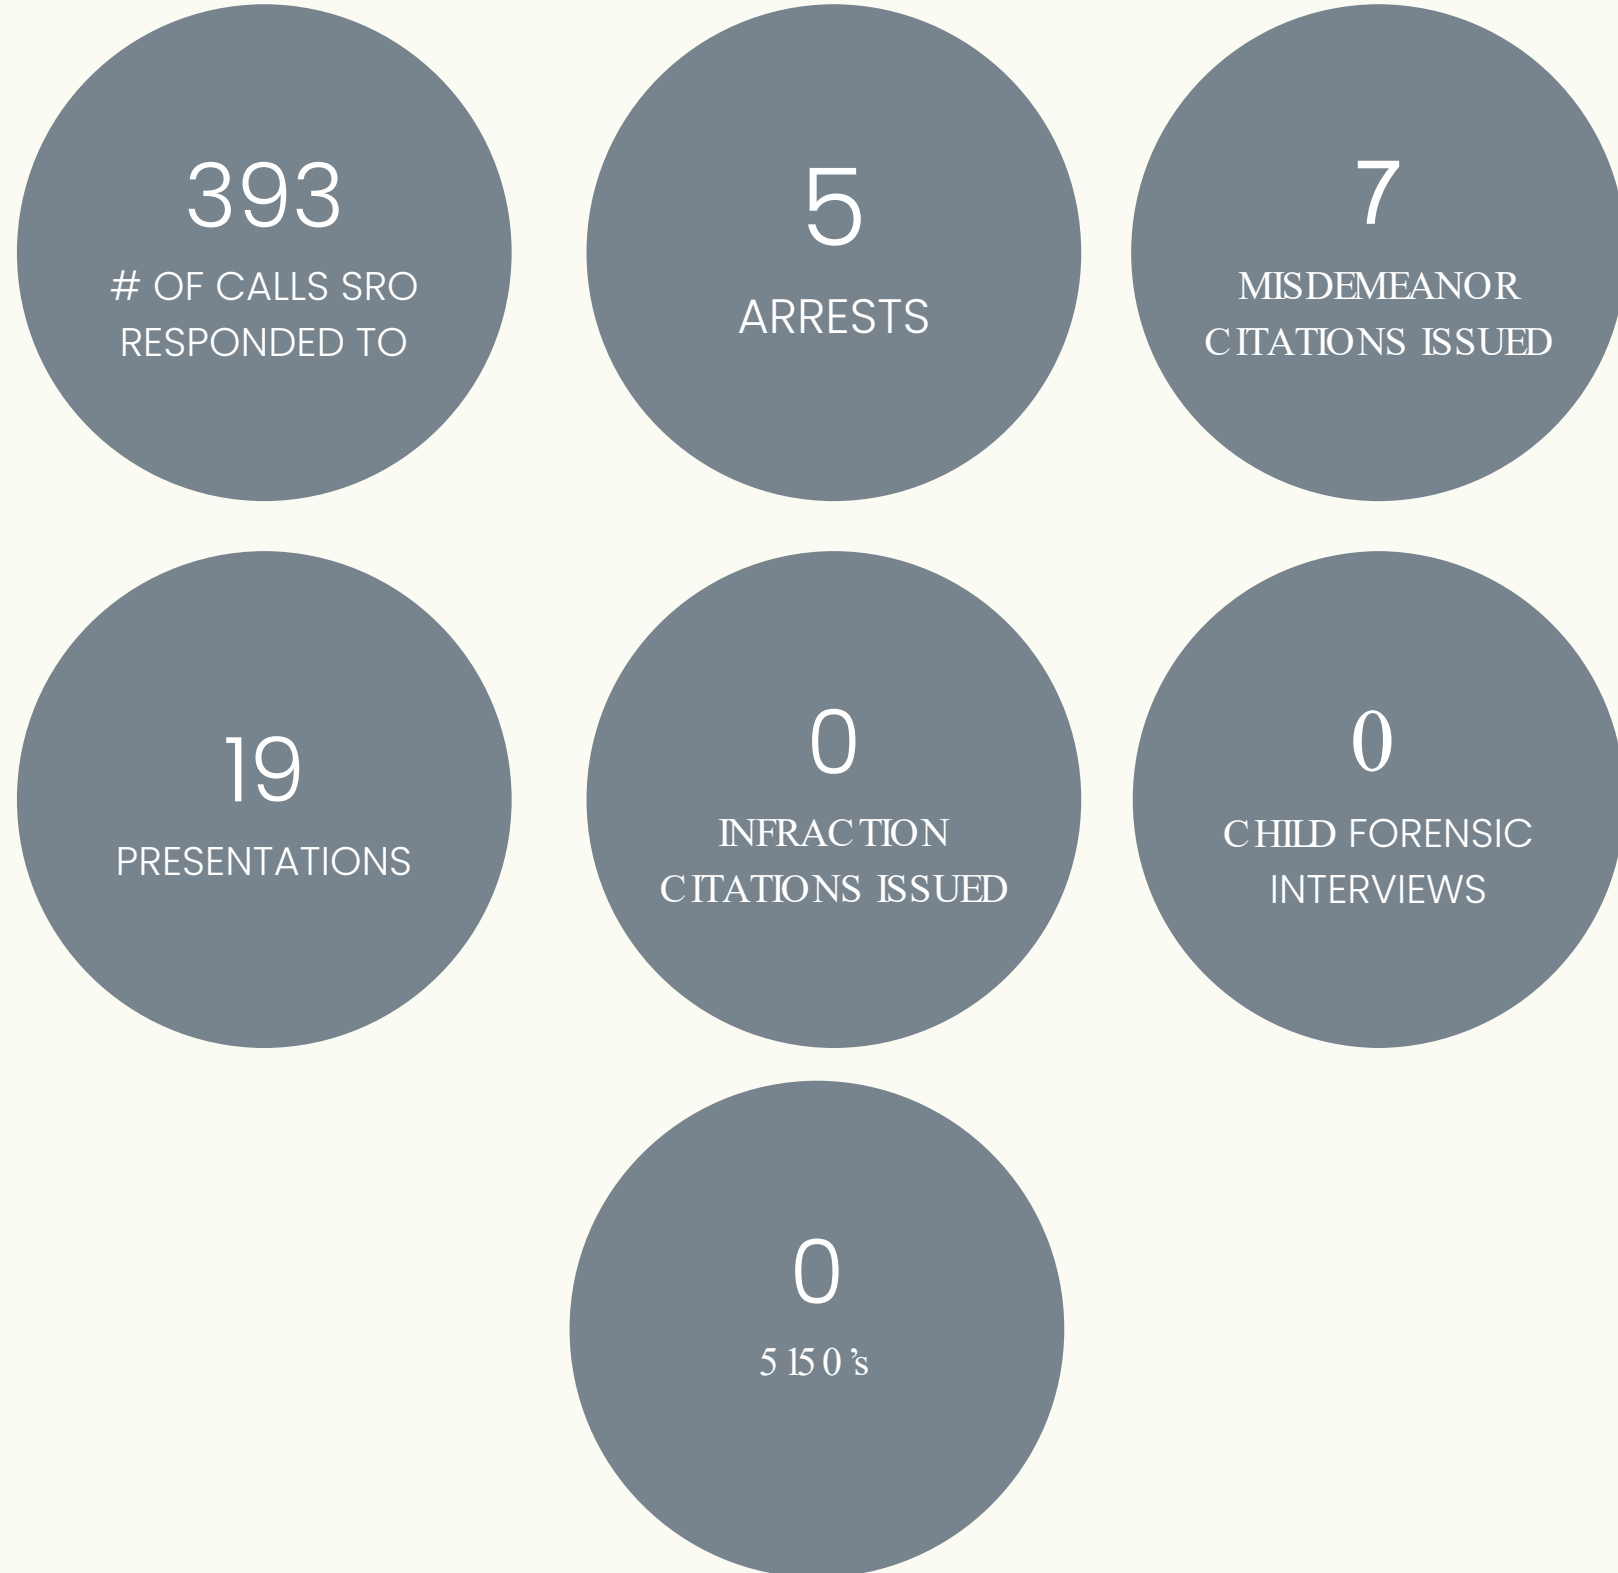 393
# OF CALLS SRO
RESPONDED TO
5
ARRESTS
7
MISDEMEANOR
CITATIONS ISSUED
19
PRESENTATIONS
0
INFRACTION
CITATIONS ISSUED
0
CHILD FORENSIC
INTERVIEWS
0
5150’s